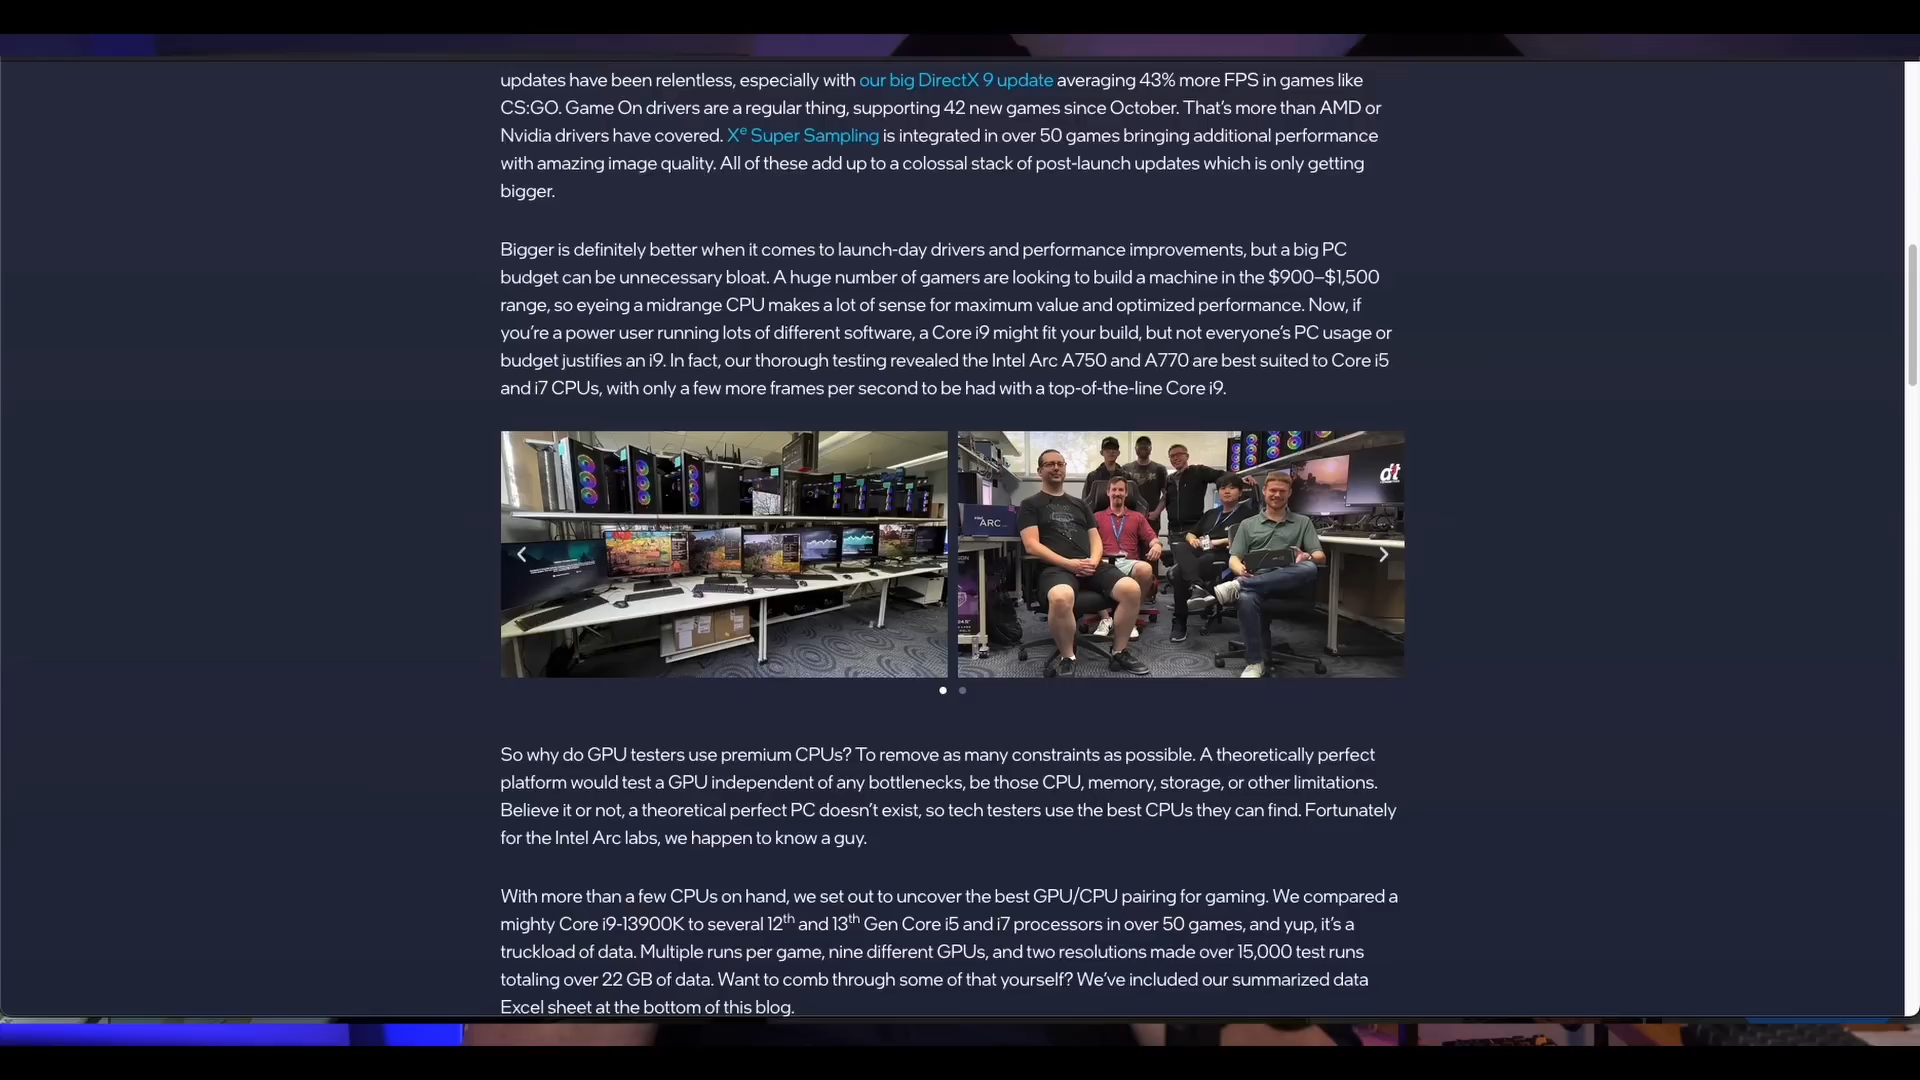 updates have been relentless, especially with our big DirectX 9 update averaging 43% more FPS in games like
CS:GO. Game On drivers are a regular thing, supporting 42 new games since October. That's more than AMD or
Nvidia drivers have covered. Xe Super Sampling is integrated in over 50 games bringing additional performance
with amazing image quality. All of these add up to a colossal stack of post-launch updates which is only getting
bigger.
Bigger is definitely better when it comes to launch-day drivers and performance improvements, but a big PC
budget can be unnecessary bloat. A huge number of gamers are looking to build a machine in the $900–$1,500
range, so eyeing a midrange CPU makes a lot of sense for maximum value and optimized performance. Now, if
you're a power user running lots of different software, a Core i9 might fit your build, but not everyone's PC usage or
budget justifies an i9. In fact, our thorough testing revealed the Intel Arc A750 and A770 are best suited to Core i5
and i7 CPUs, with only a few more frames per second to be had with a top-of-the-line Core i9.
ARC
dt
So why do GPU testers use premium CPUs? To remove as many constraints as possible. A theoretically perfect
platform would test a GPU independent of any bottlenecks, be those CPU, memory, storage, or other limitations.
Believe it or not, a theoretical perfect PC doesn't exist, so tech testers use the best CPUs they can find. Fortunately
for the Intel Arc labs, we happen to know a guy.
With more than a few CPUs on hand, we set out to uncover the best GPU/CPU pairing for gaming. We compared a
mighty Core i9-13900K to several 12th and 13th Gen Core i5 and i7 processors in over 50 games, and yup, it's a
truckload of data. Multiple runs per game, nine different GPUs, and two resolutions made over 15,000 test runs
totaling over 22 GB of data. Want to comb through some of that yourself? We've included our summarized data
Excel sheet at the bottom of this blog.